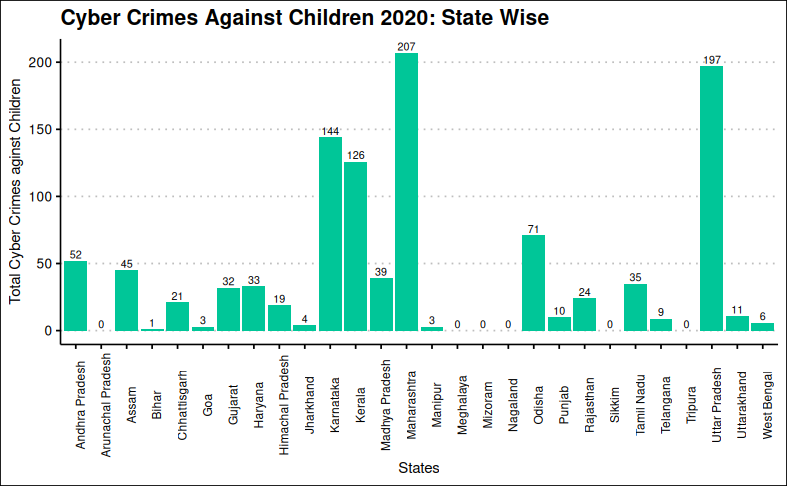 Cyber Crimes Against Children 2020: State Wise
Total Cyber Crimes against Children
200
150
100
50
0
52
0
45
1
21
3
32
33
19
4
144
126
39
207
3
0
0
0
71
10
24
0
35
9
0
197
11
6
Andhra Pradesh
Arunachal Pradesh
Assam
Bihar
Chhattisgarh
Goa
Gujarat
Haryana
Himachal Pradesh
Jharkhand
Karnataka
Kerala
Madhya Pradesh
Maharashtra
Manipur
Meghalaya
Mizoram
Nagaland
Odisha
Punjab
Rajasthan
Sikkim
Tamil Nadu
Telangana
Tripura
Uttar Pradesh
Uttarakhand
West Bengal
States